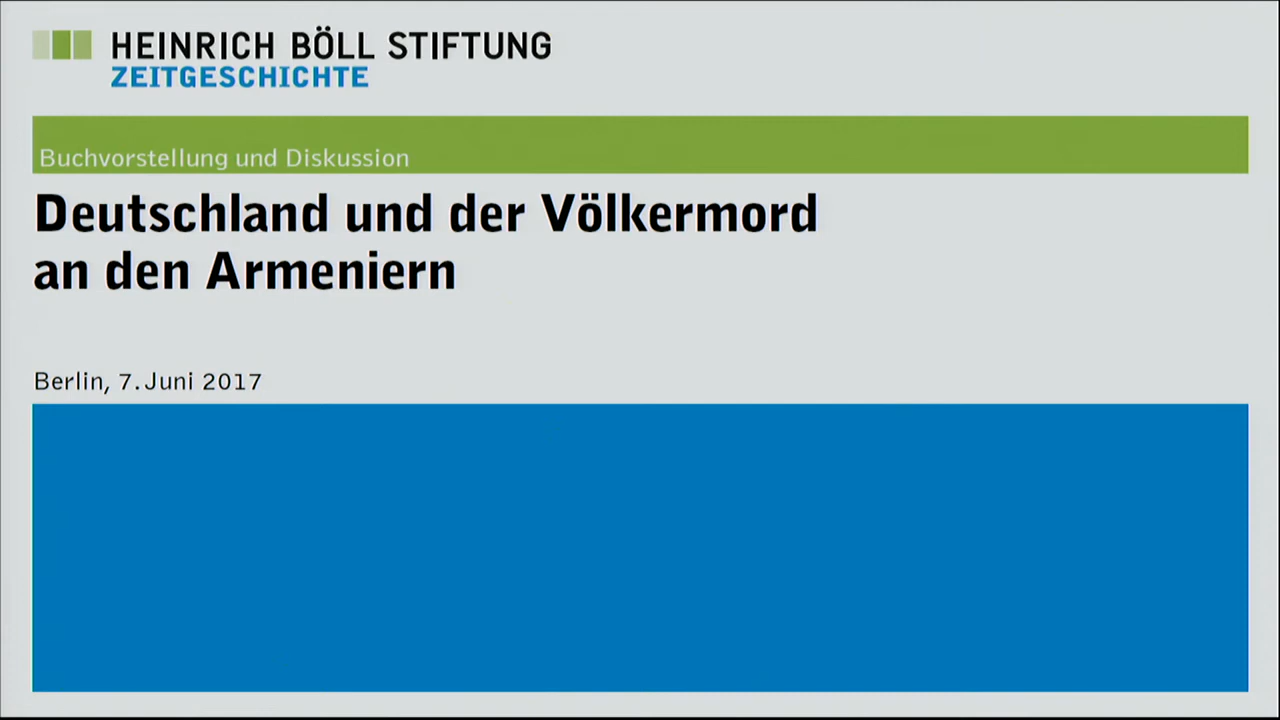 HEINRICH BÖLL STIFTUNG
ZEITGESCHICHTE
Buchvorstellung und Diskussion
Deutschland und der Völkermord
an den Armeniern
Berlin, 7. Juni 2017